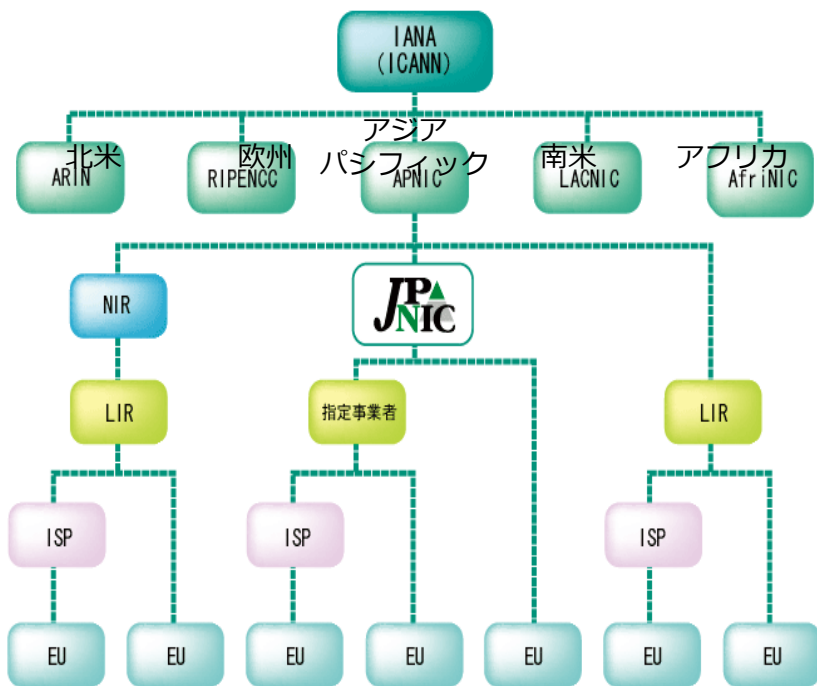 IANA
(ICANN)
北米
ARIN
欧州
RIPENCC
アジア
パシフィック
APNIC
南米
LACNIC
アフリカ
AfriNIC
NIR
JPNIC
LIR
指定事業者
LIR
ISP
ISP
ISP
EU
EU
EU
EU
EU
EU
EU